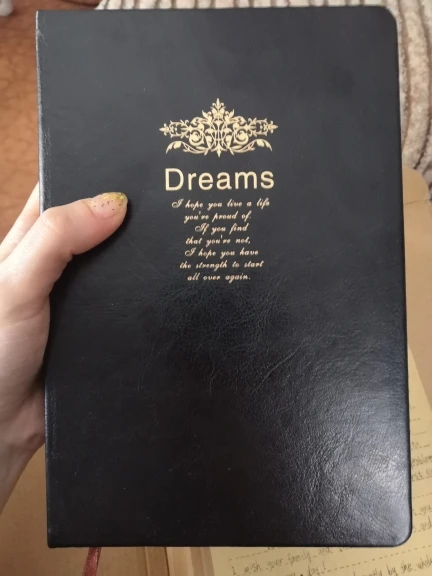 Dreams
I hope you live a life
you're proud of.
If you find
that you're not,
I hope you have
the strength to start
all over again.